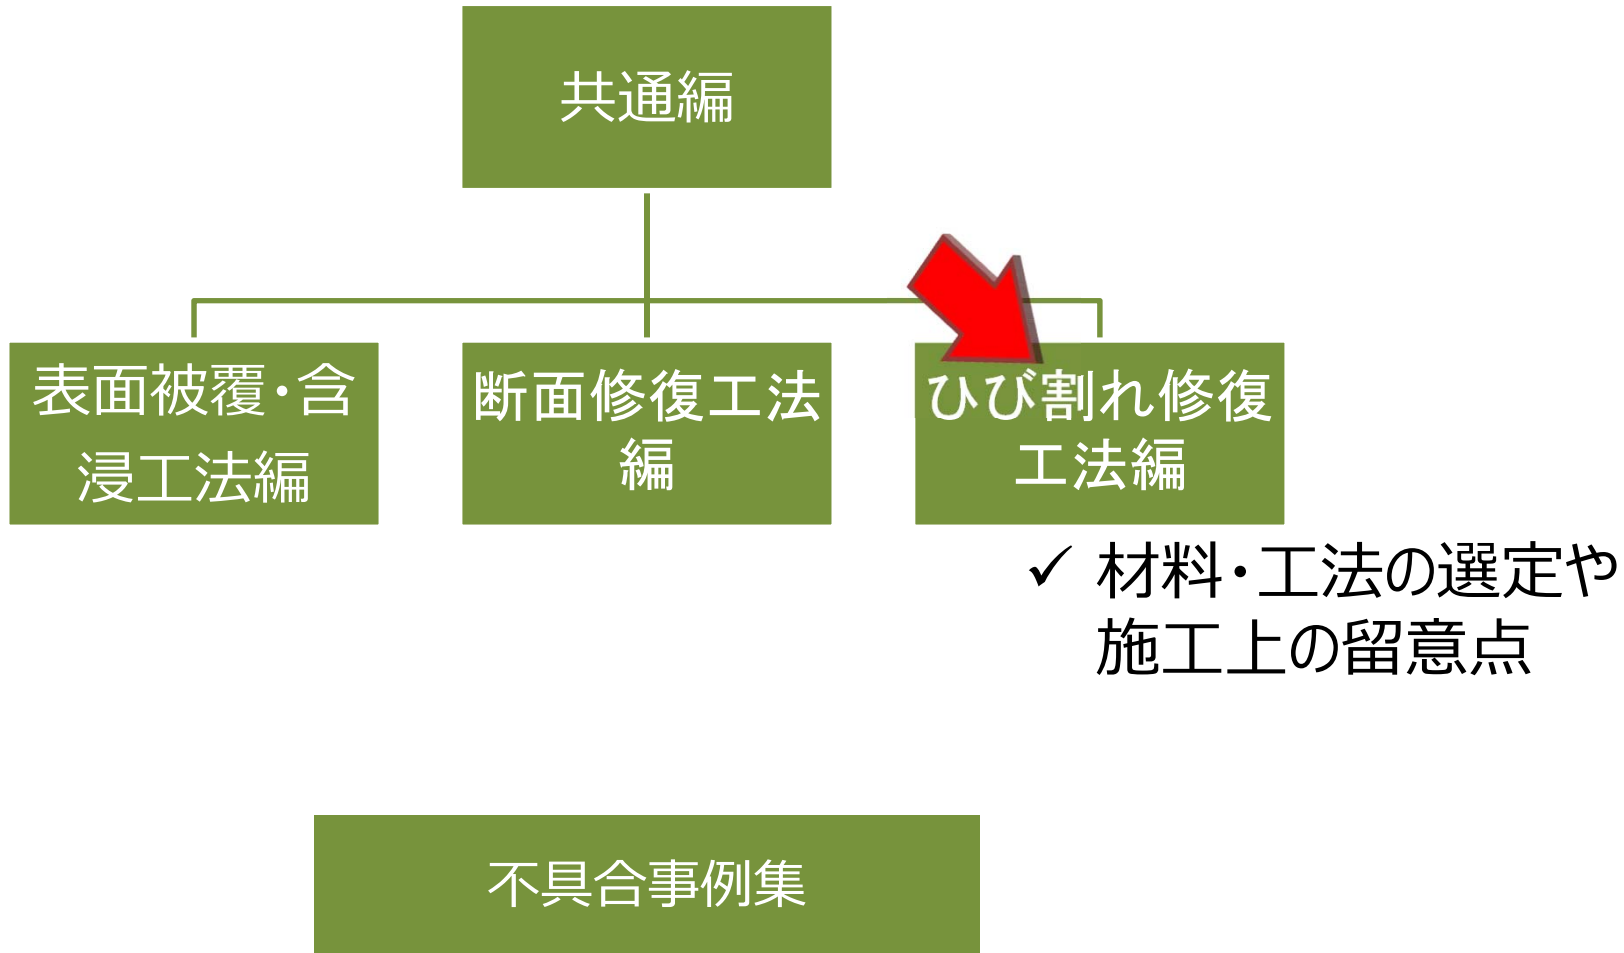 共通編
表面被覆・含
浸工法編
断面修復工法
編
ひび割れ修復
工法編
✓ 材料・工法の選定や
施工上の留意点
不具合事例集